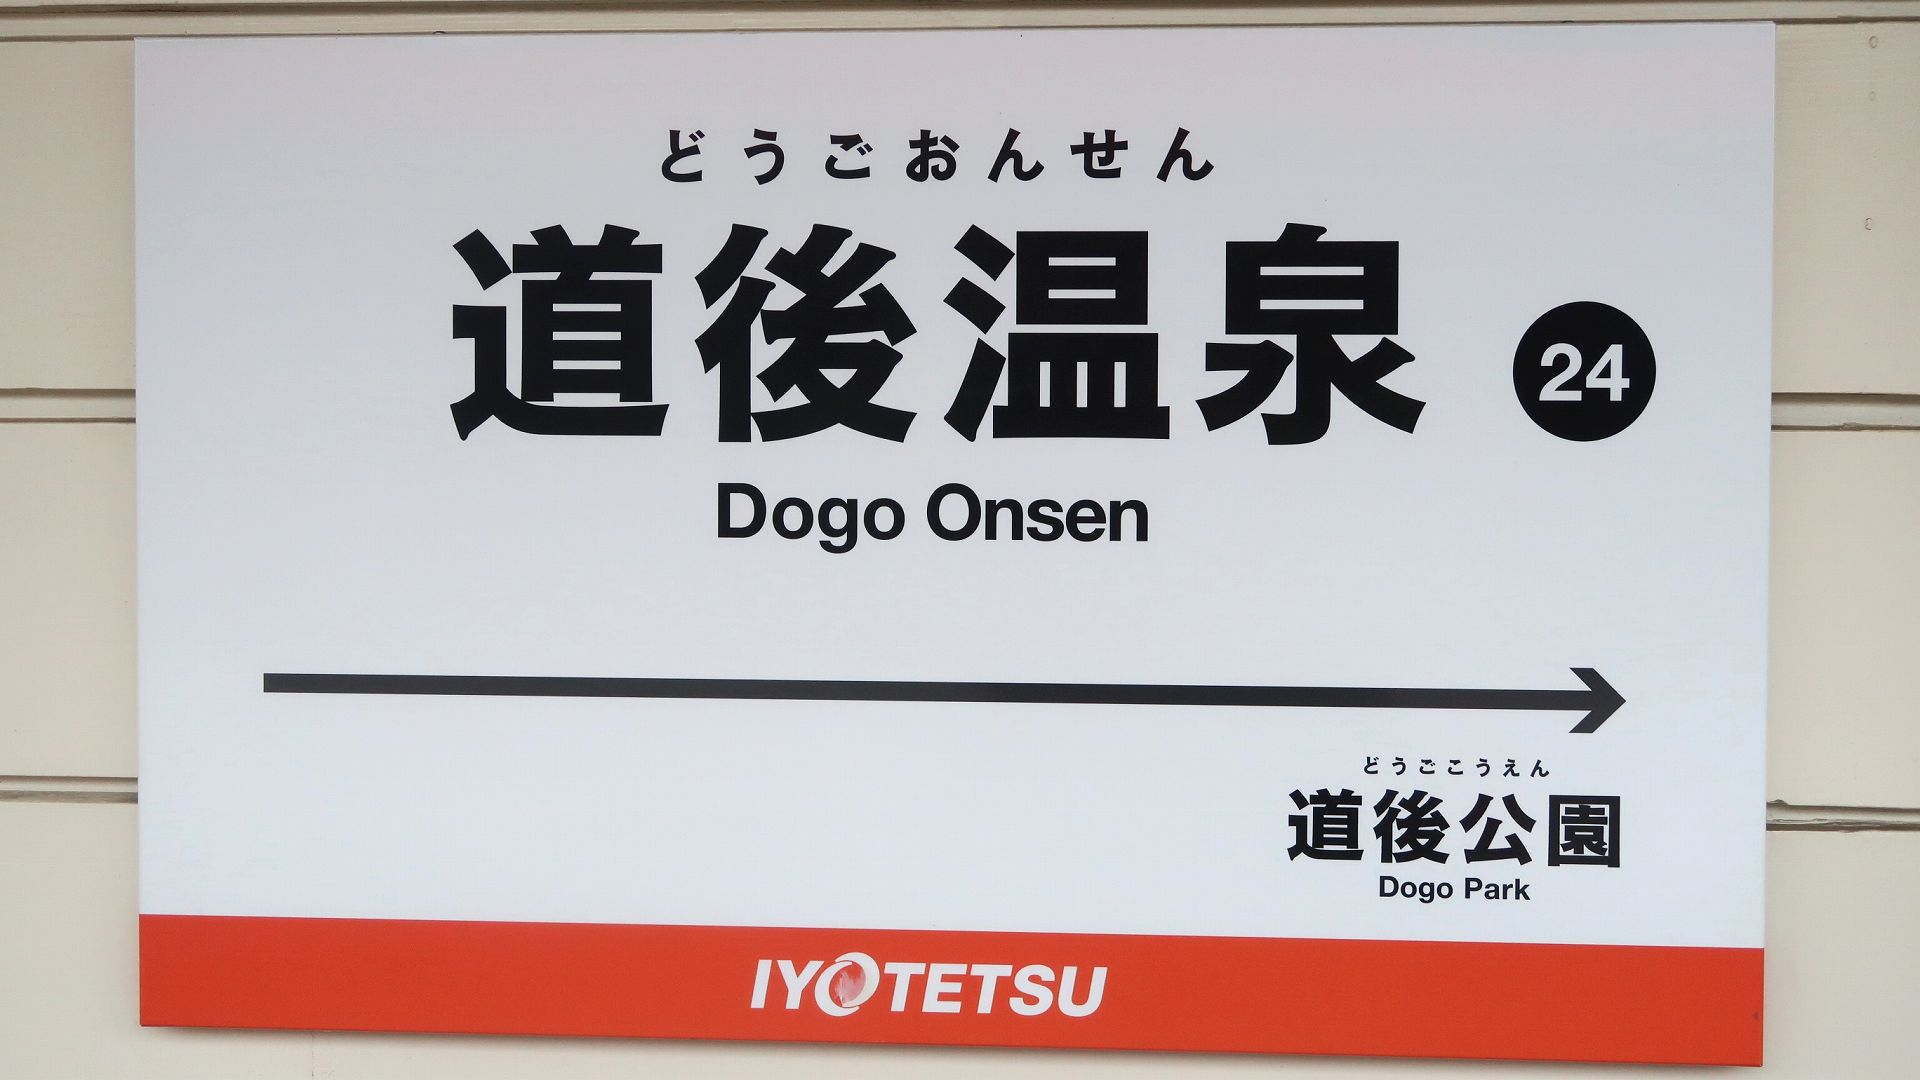 どうごおんせん
道後温泉 24
Dogo Onsen
どうごこうえん
道後公園
Dogo Park
IYOTETSU